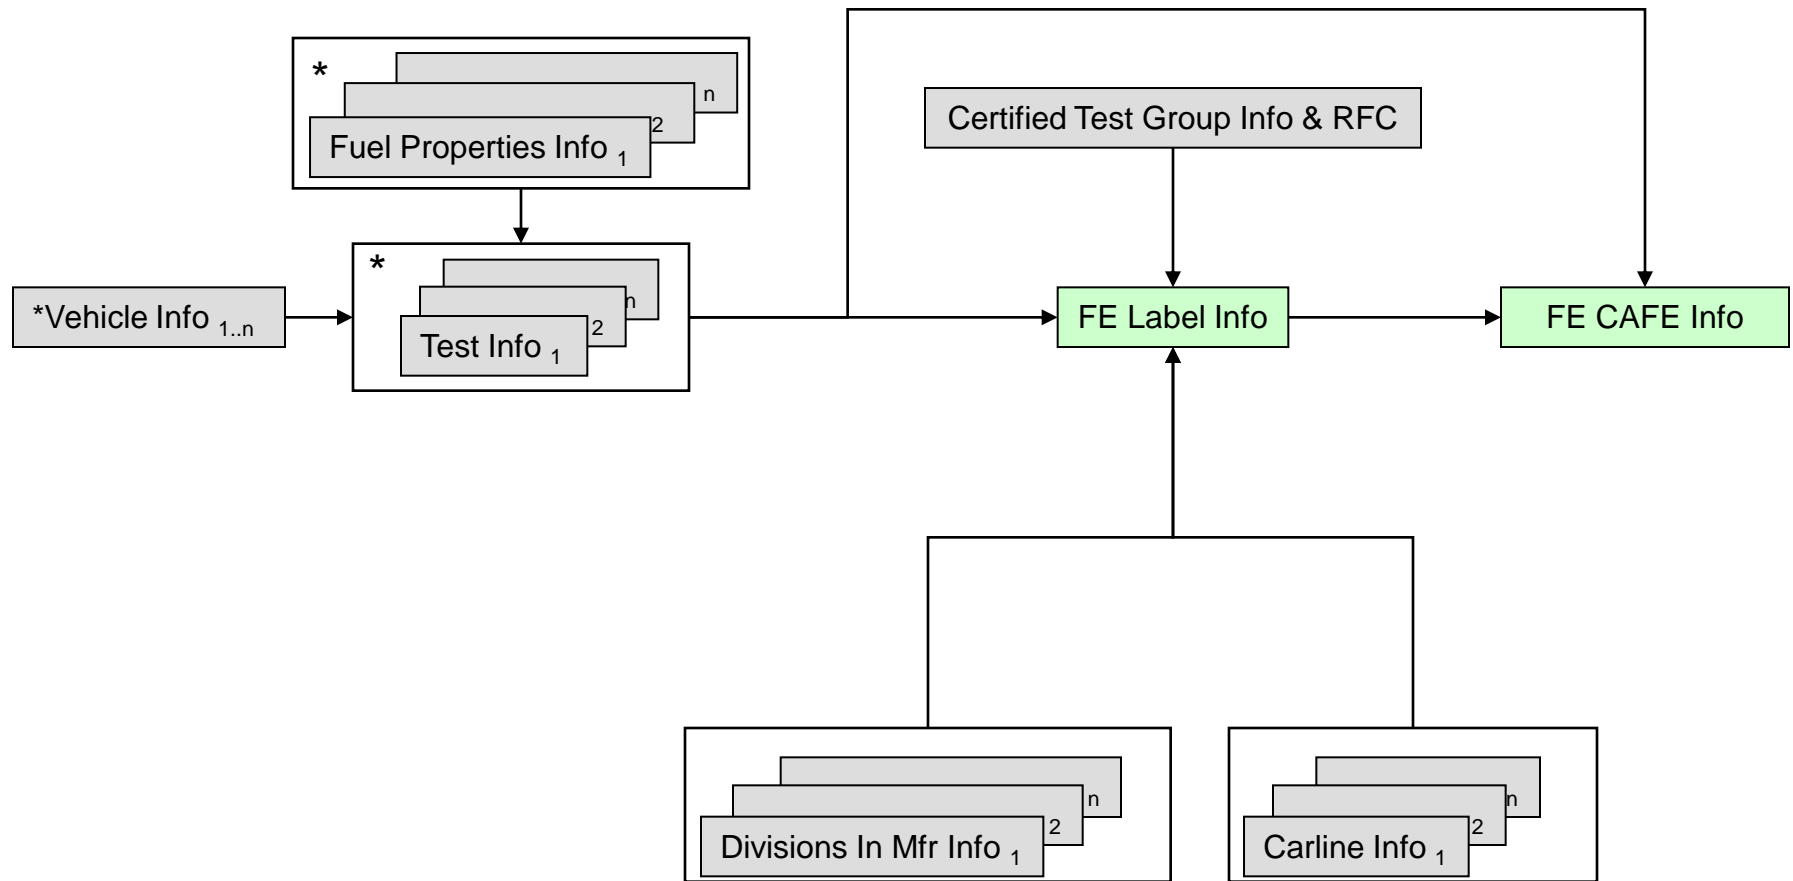 *
n
2
Fuel Properties Info 1
Certified Test Group Info & RFC
*
n
2
Test Info 1
*Vehicle Info 1..n
FE Label Info
FE CAFE Info
n
2
Divisions In Mfr Info 1
n
2
Carline Info 1